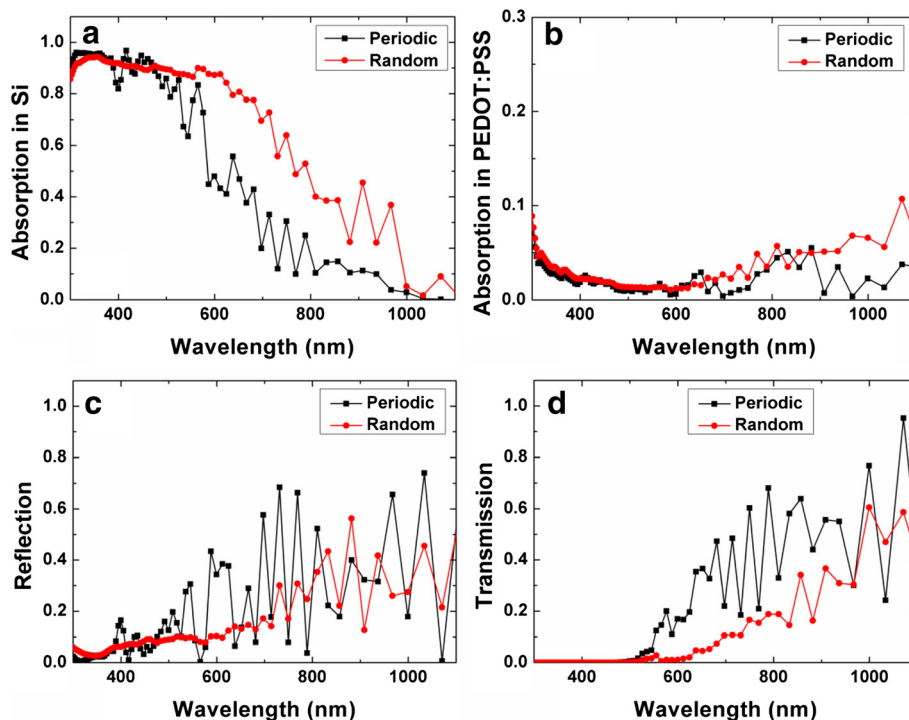 a
Periodic
Random
Absorption in Si
1.0
0.8
0.6
0.4
0.2
0.0
400 600 800 1000
Wavelength (nm)
b
Periodic
Random
Absorption in PEDOT:PSS
0.3
0.2
0.1
0.0
400 600 800 1000
Wavelength (nm)
c
Periodic
Random
Reflection
1.0
0.8
0.6
0.4
0.2
0.0
400 600 800 1000
Wavelength (nm)
d
Periodic
Random
Transmission
1.0
0.8
0.6
0.4
0.2
0.0
400 600 800 1000
Wavelength (nm)